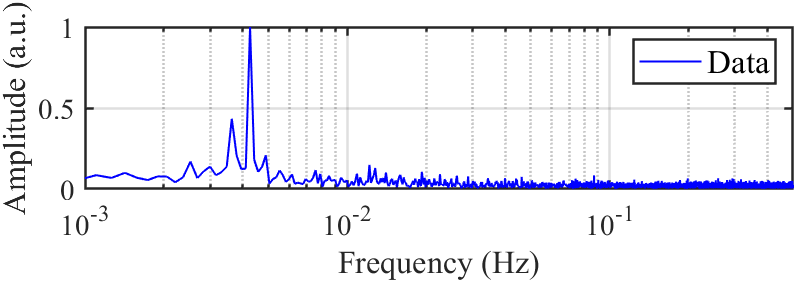 Amplitude (a.u.)
1
0.5
0
Data
10-3
10-2
10-1
Frequency (Hz)